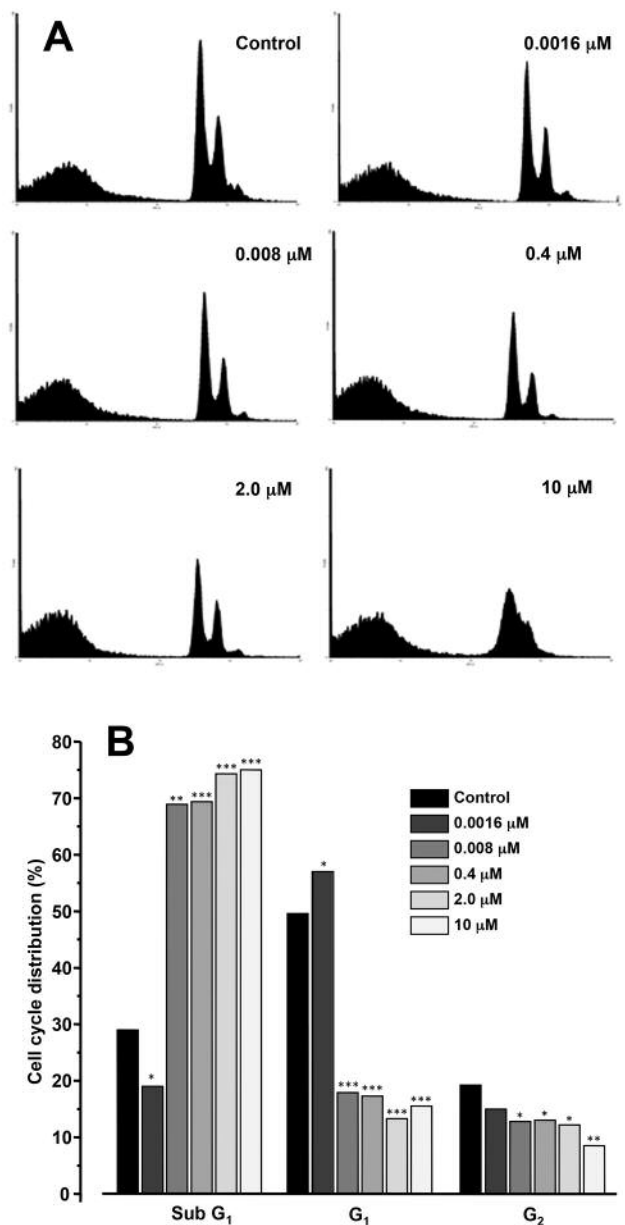 A
Control
0.0016 μM
0.008 μM
0.4 μM
2.0 μM
10 μM
B
Cell cycle distribution (%)
80
70
60
50
40
30
20
10
0
*
**
***
***
***
*
***
***
***
***
*
*
*
**
Control
0.0016 μM
0.008 μM
0.4 μM
2.0 μM
10 μM
Sub G₁
G₁
G₂